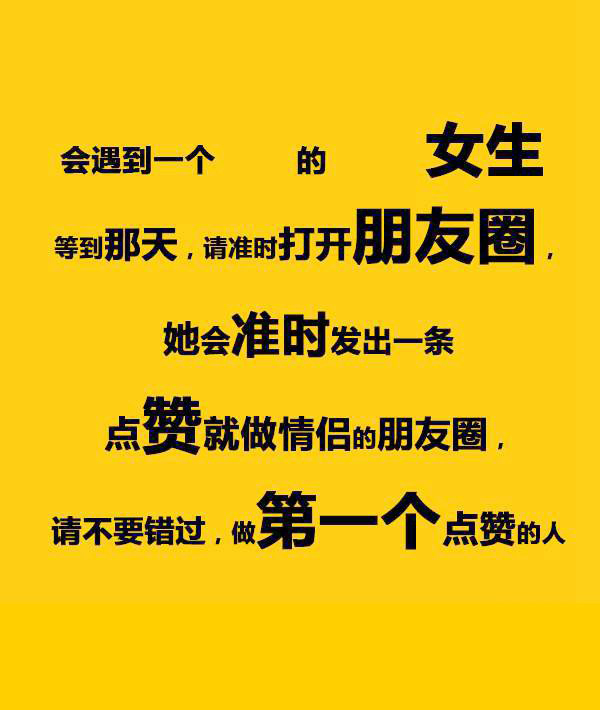 会遇到一个 的 女生
等到那天，请准时打开朋友圈，
她会准时发出一条
点赞就做情侣的朋友圈，
请不要错过，做第一个点赞的人